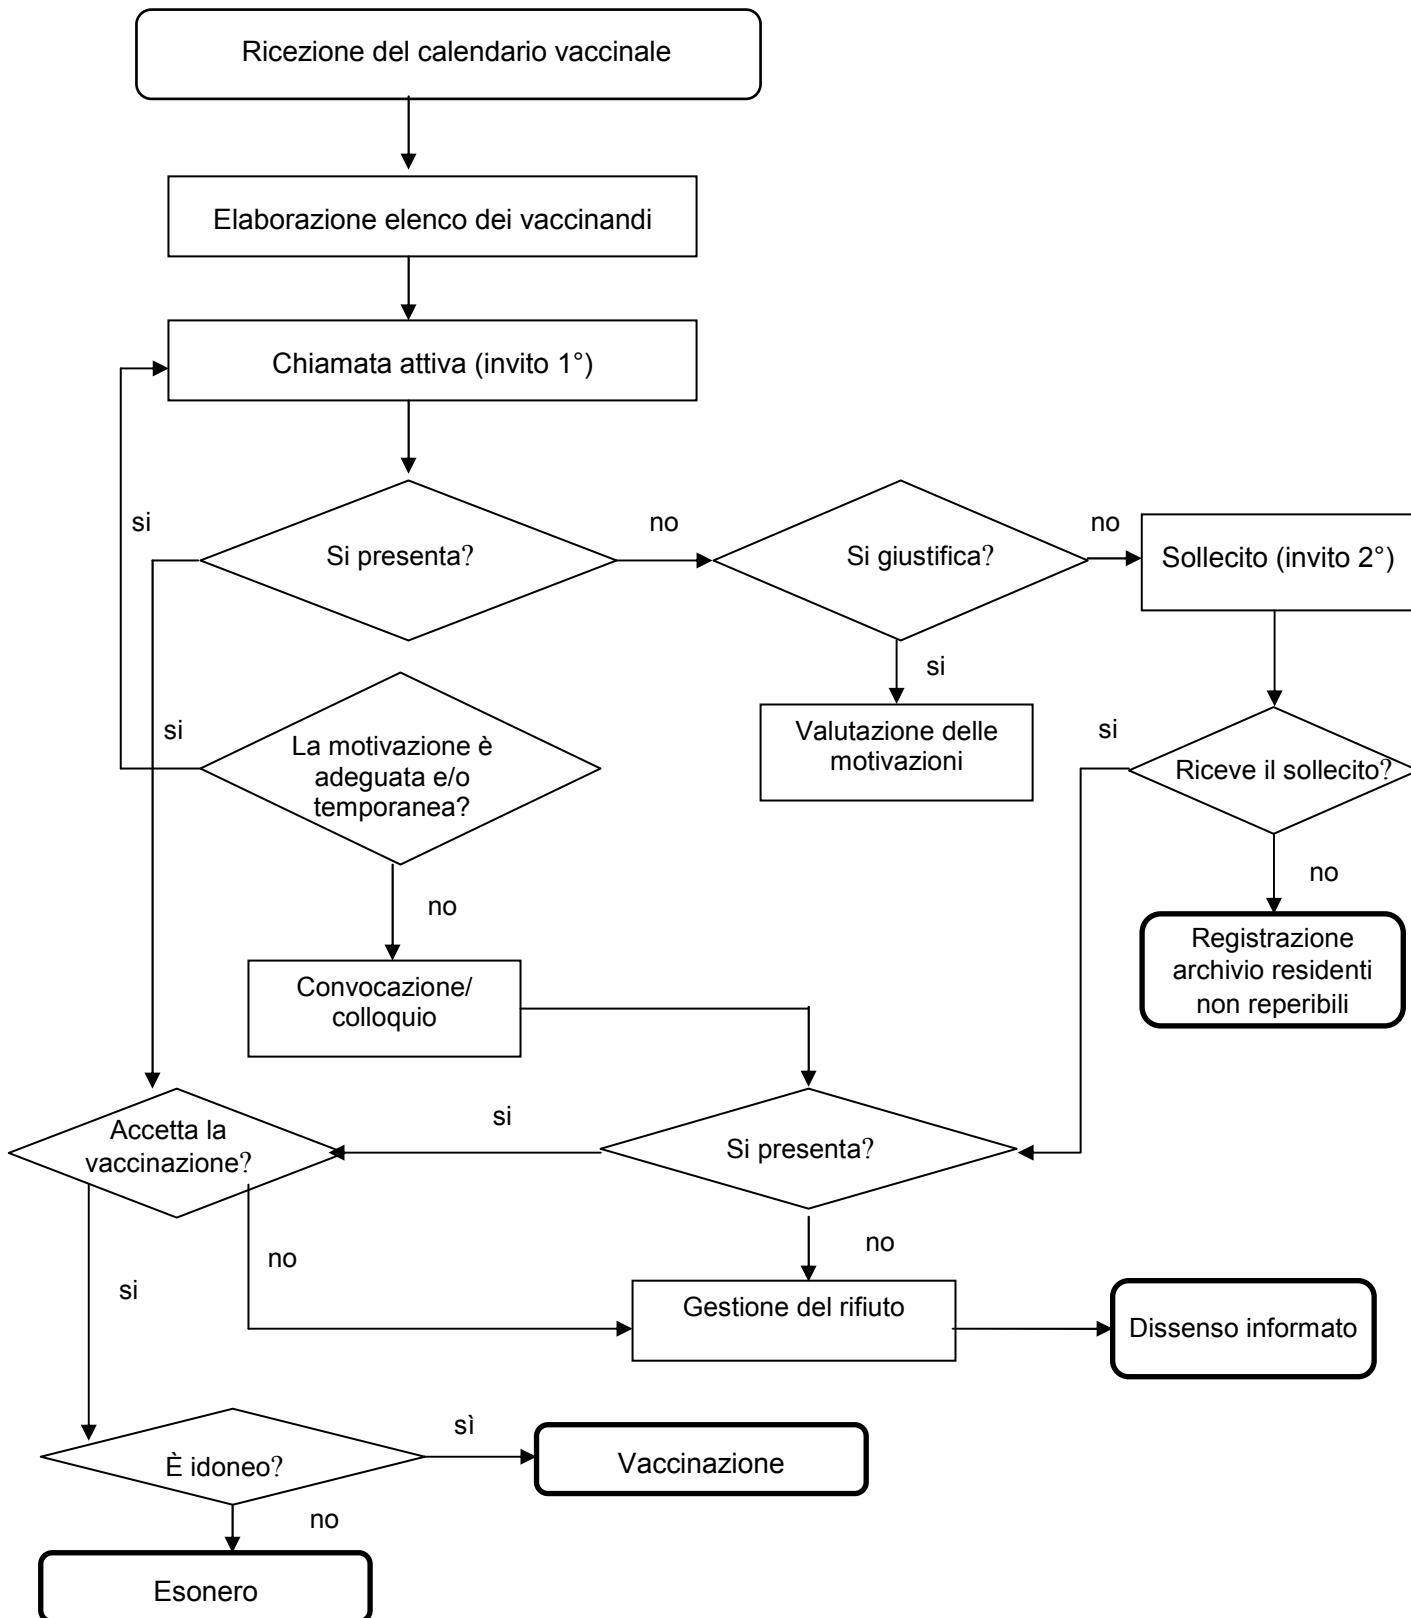 Ricezione del calendario vaccinale
Elaborazione elenco dei vaccinandi
Chiamata attiva (invito 1°)
si
no
no
Si presenta?
Si giustifica?
Sollecito (invito 2°)
si
si
La motivazione è
adeguata e/o
temporanea?
Valutazione delle
motivazioni
si
Riceve il sollecito?
no
no
Registrazione
archivio residenti
non reperibili
Convocazione/
colloquio
si
Accetta la
vaccinazione?
Si presenta?
no
no
si
Gestione del rifiuto
Dissenso informato
sì
È idoneo?
Vaccinazione
no
Esonero